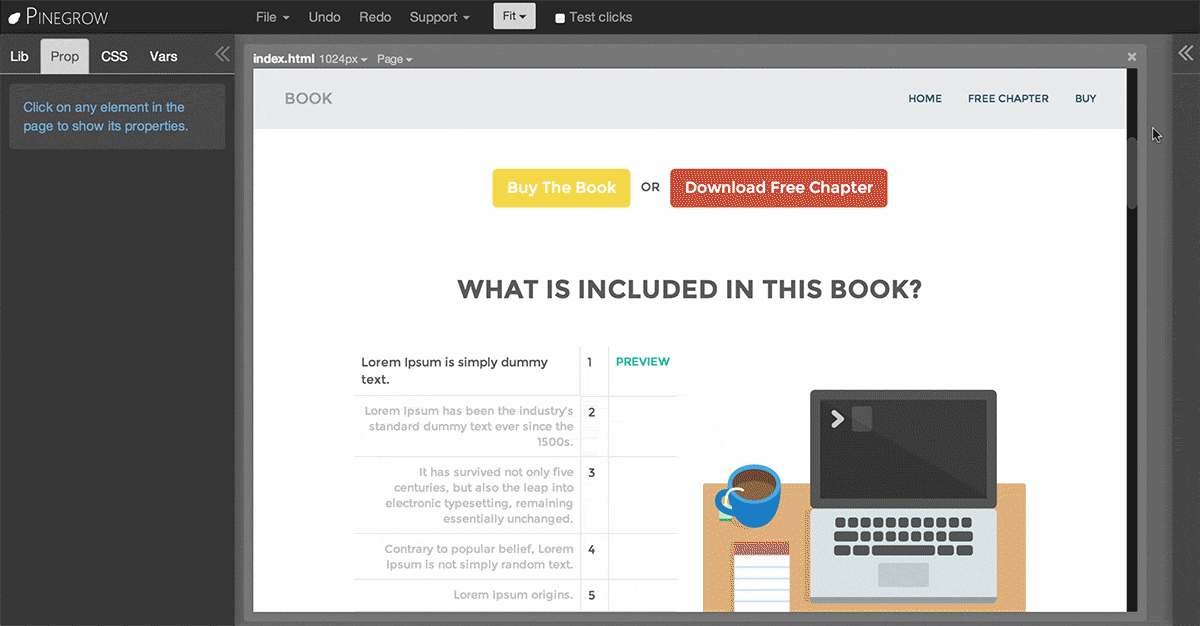 PINEGROW
File Undo Redo Support Fit Test clicks
Lib Prop CSS Vars
Click on any element in the
page to show its properties.
index.html 1024px Page
BOOK
HOME FREE CHAPTER BUY
Buy The Book OR Download Free Chapter
WHAT IS INCLUDED IN THIS BOOK?
Lorem Ipsum is simply dummy
text.
1 PREVIEW
Lorem Ipsum has been the industry's
standard dummy text ever since the
1500s.
2
It has survived not only five
centuries, but also the leap into
electronic typesetting, remaining
essentially unchanged.
3
Contrary to popular belief, Lorem
Ipsum is not simply random text.
4
Lorem Ipsum origins.
5